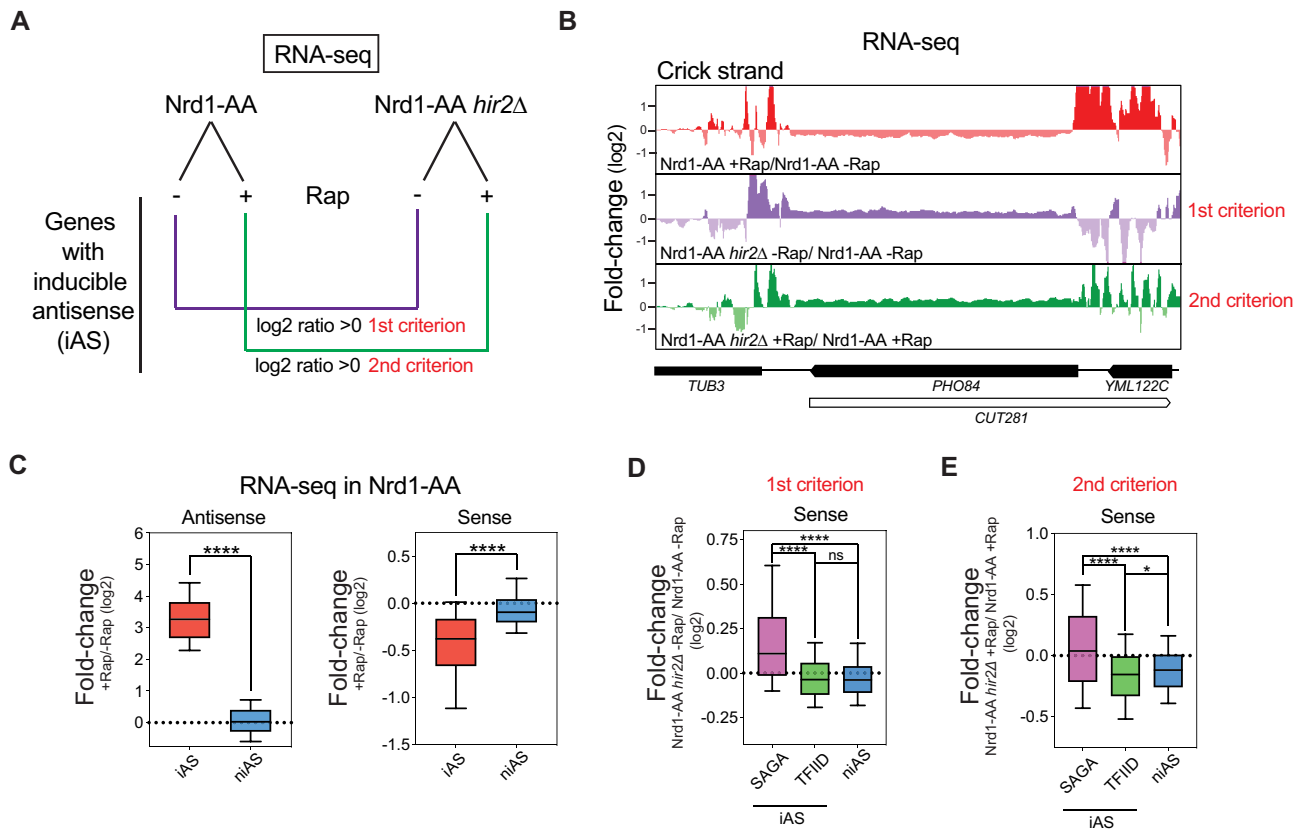 A
RNA-seq
Nrd1-AA
Nrd1-AA hir2Δ
- + Rap - +
Genes
with
inducible
antisense
(iAS)
log2 ratio >0 1st criterion
log2 ratio >0 2nd criterion
B
RNA-seq
Crick strand
Fold-change (log2)
1
0
-1
Nrd1-AA +Rap/Nrd1-AA -Rap
1
0
-1
Nrd1-AA hir2Δ -Rap/ Nrd1-AA -Rap
1st criterion
1
0
-1
Nrd1-AA hir2Δ +Rap/ Nrd1-AA +Rap
2nd criterion
TUB3
PHO84
YML122C
CUT281
C
RNA-seq in Nrd1-AA
Antisense
Fold-change
+Rap/-Rap (log2)
6
5
4
3
2
1
0
****
iAS
niAS
Sense
Fold-change
+Rap/-Rap (log2)
0.5
0.0
-0.5
-1.0
-1.5
****
iAS
niAS
D
1st criterion
Sense
Fold-change
Nrd1-AA hir2Δ -Rap/ Nrd1-AA -Rap
(log2)
0.75
0.50
0.25
0.00
-0.25
****
****
ns
SAGA
TFIID
niAS
iAS
E
2nd criterion
Sense
Fold-change
Nrd1-AA hir2Δ +Rap/ Nrd1-AA +Rap
(log2)
1.0
0.5
0.0
-0.5
****
****
*
SAGA
TFIID
niAS
iAS